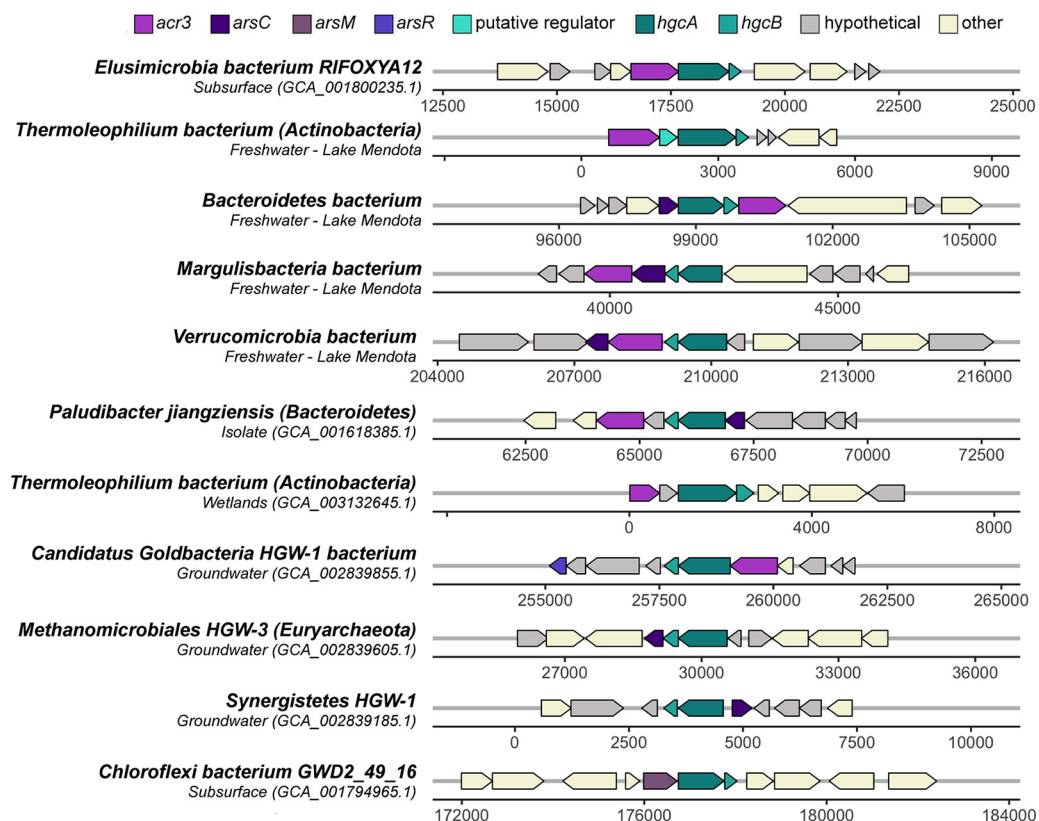 acr3 arsC arsM arsR putative regulator hgcA hgcB hypothetical other
Elusimicrobia bacterium RIFOXYA12
Subsurface (GCA_001800235.1)
12500 15000 17500 20000 22500 25000
Thermoleophilium bacterium (Actinobacteria)
Freshwater - Lake Mendota
0 3000 6000 9000
Bacteroidetes bacterium
Freshwater - Lake Mendota
96000 99000 102000 105000
Margulisbacteria bacterium
Freshwater - Lake Mendota
40000 45000
Verrucomicrobia bacterium
Freshwater - Lake Mendota
204000 207000 210000 213000 216000
Paludibacter jiangziensis (Bacteroidetes)
Isolate (GCA_001618385.1)
62500 65000 67500 70000 72500
Thermoleophilium bacterium (Actinobacteria)
Wetlands (GCA_003132645.1)
0 4000 8000
Candidatus Goldbacteria HGW-1 bacterium
Groundwater (GCA_002839855.1)
255000 257500 260000 262500 265000
Methanomicrobiales HGW-3 (Euryarchaeota)
Groundwater (GCA_002839605.1)
27000 30000 33000 36000
Synergistetes HGW-1
Groundwater (GCA_002839185.1)
0 2500 5000 7500 10000
Chloroflexi bacterium GWD2_49_16
Subsurface (GCA_001794965.1)
172000 176000 180000 184000